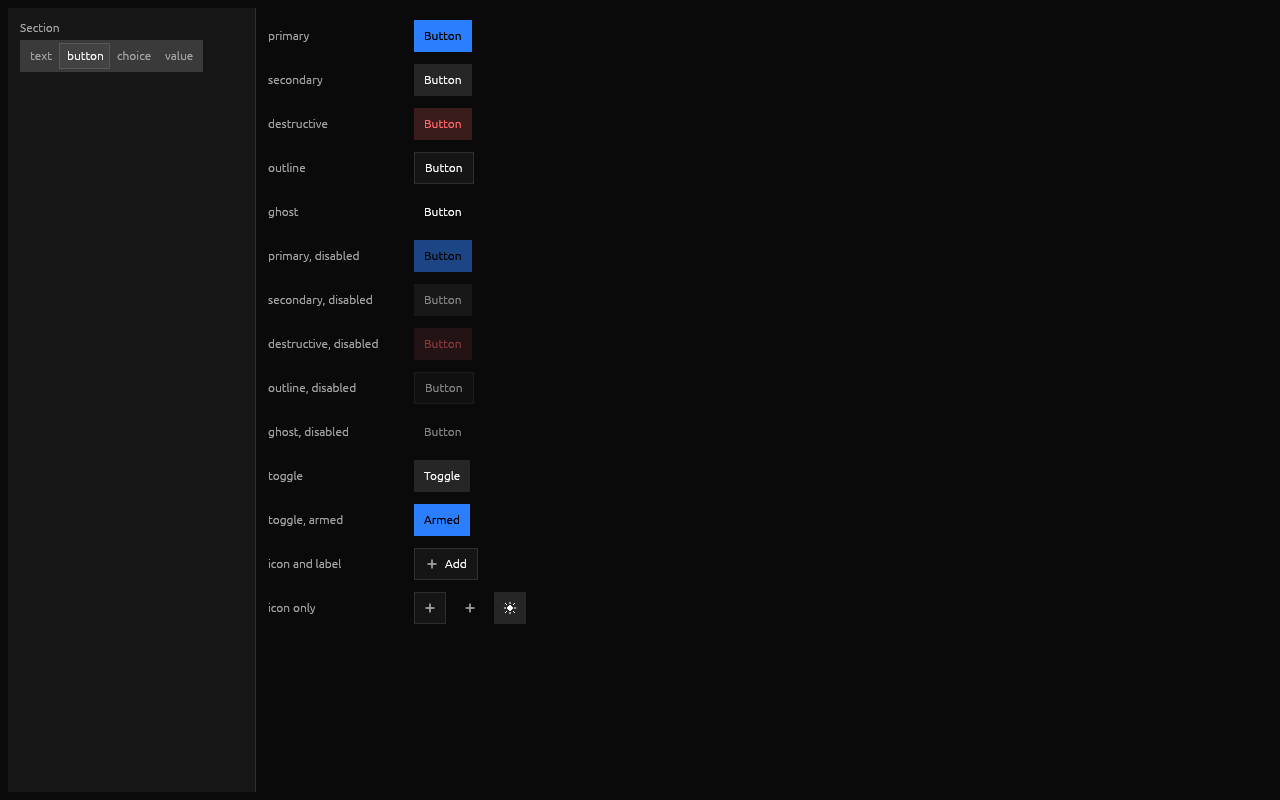 Section
text button choice value
primary Button
secondary Button
destructive Button
outline Button
ghost Button
primary, disabled Button
secondary, disabled Button
destructive, disabled Button
outline, disabled Button
ghost, disabled Button
toggle Toggle
toggle, armed Armed
icon and label + Add
icon only + +